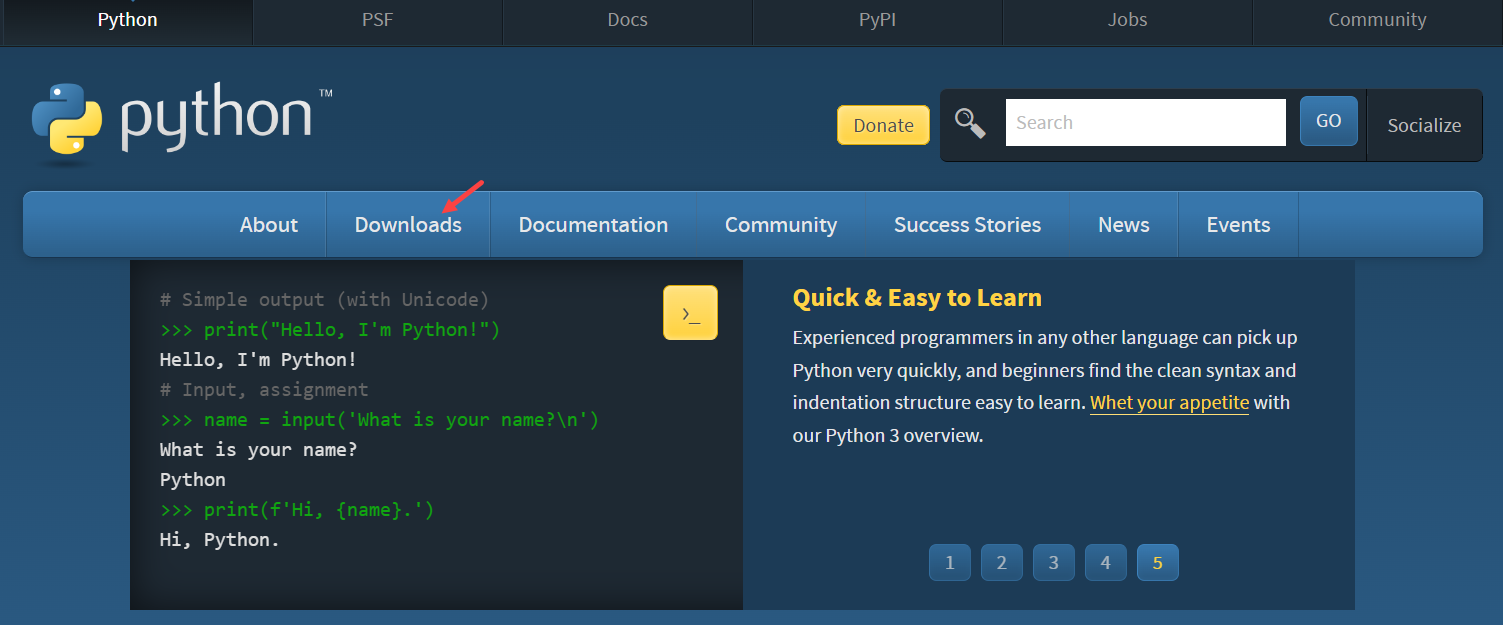 Python PSF Docs PyPI Jobs Community
python™
Donate Search GO Socialize
About Downloads Documentation Community Success Stories News Events
# Simple output (with Unicode)
>>> print("Hello, I'm Python!")
Hello, I'm Python!
# Input, assignment
>>> name = input('What is your name?\n')
What is your name?
Python
>>> print(f'Hi, {name}.')
Hi, Python.
>_
Quick & Easy to Learn
Experienced programmers in any other language can pick up
Python very quickly, and beginners find the clean syntax and
indentation structure easy to learn. Whet your appetite with
our Python 3 overview.
1 2 3 4 5